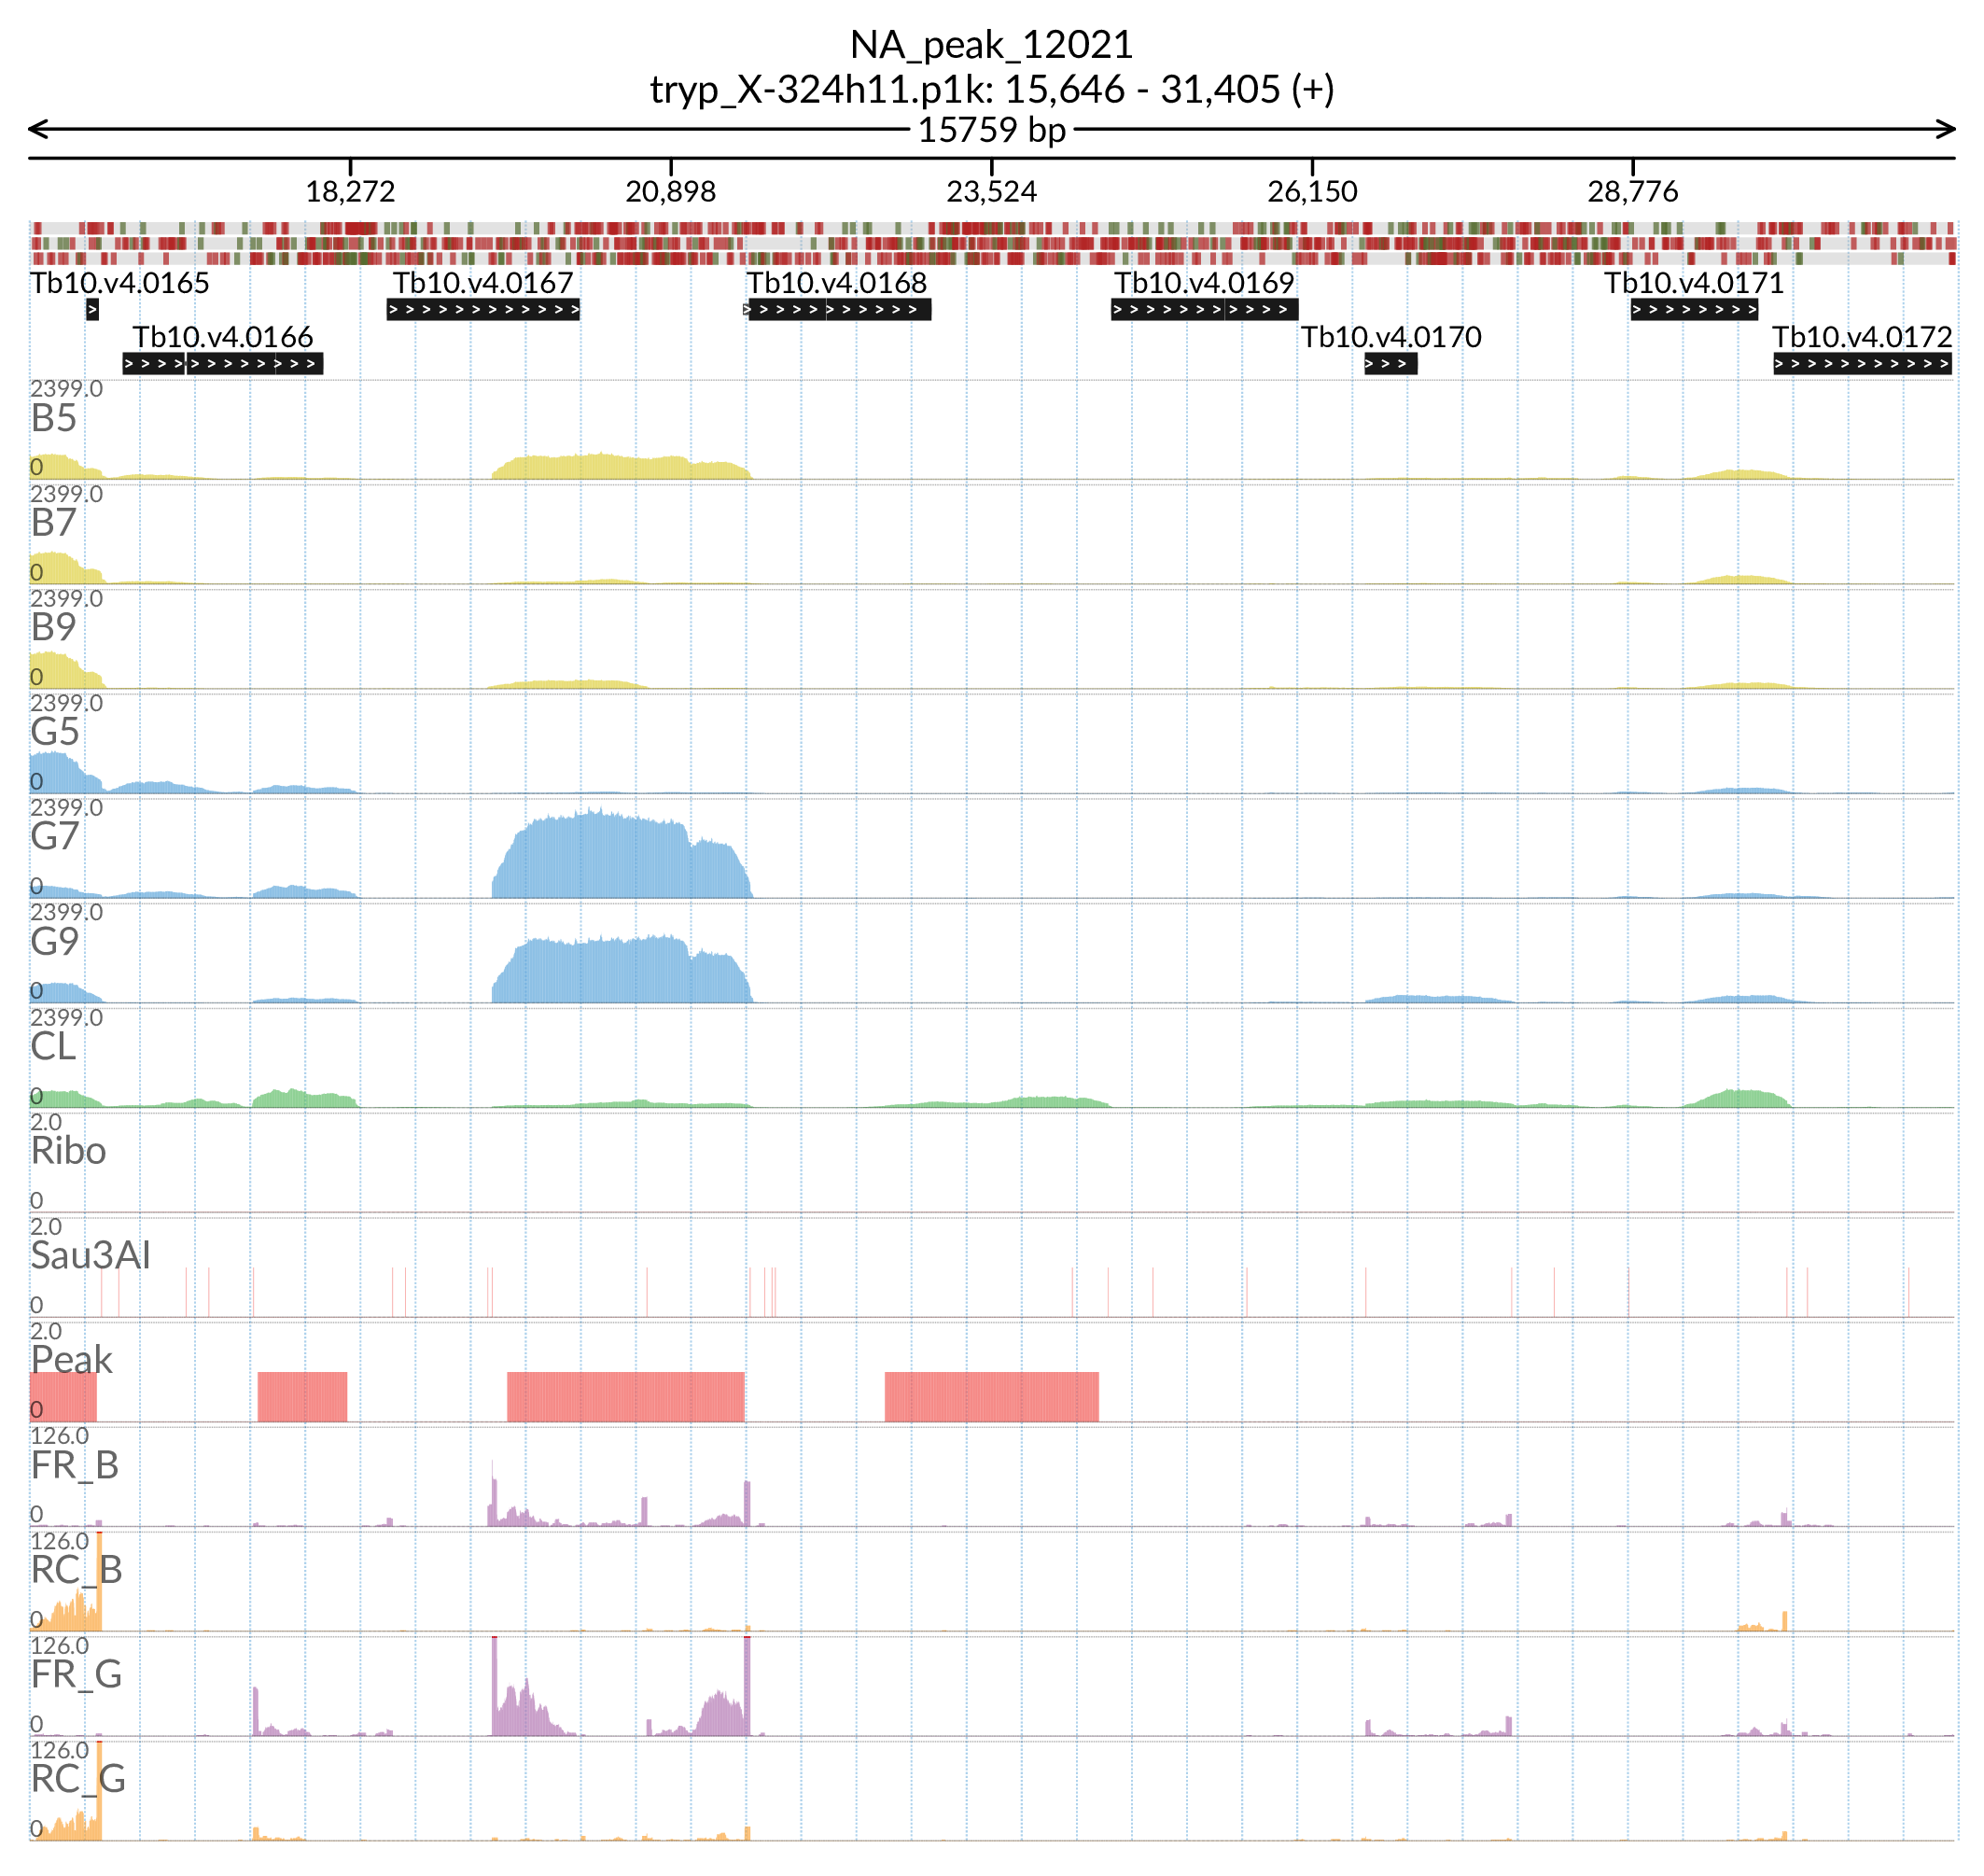 NA_peak_12021
tryp_X-324h11.p1k: 15,646 - 31,405 (+)
15759 bp
18,272 20,898 23,524 26,150 28,776
Tb10.v4.0165 Tb10.v4.0167 Tb10.v4.0168 Tb10.v4.0169 Tb10.v4.0171
Tb10.v4.0166 Tb10.v4.0170 Tb10.v4.0172
2399.0
B5
0
2399.0
B7
0
2399.0
B9
0
2399.0
G5
0
2399.0
G7
0
2399.0
G9
0
2399.0
CL
0
2.0
Ribo
0
2.0
Sau3AI
0
2.0
Peak
0
126.0
FR_B
0
126.0
RC_B
0
126.0
FR_G
0
126.0
RC_G
0